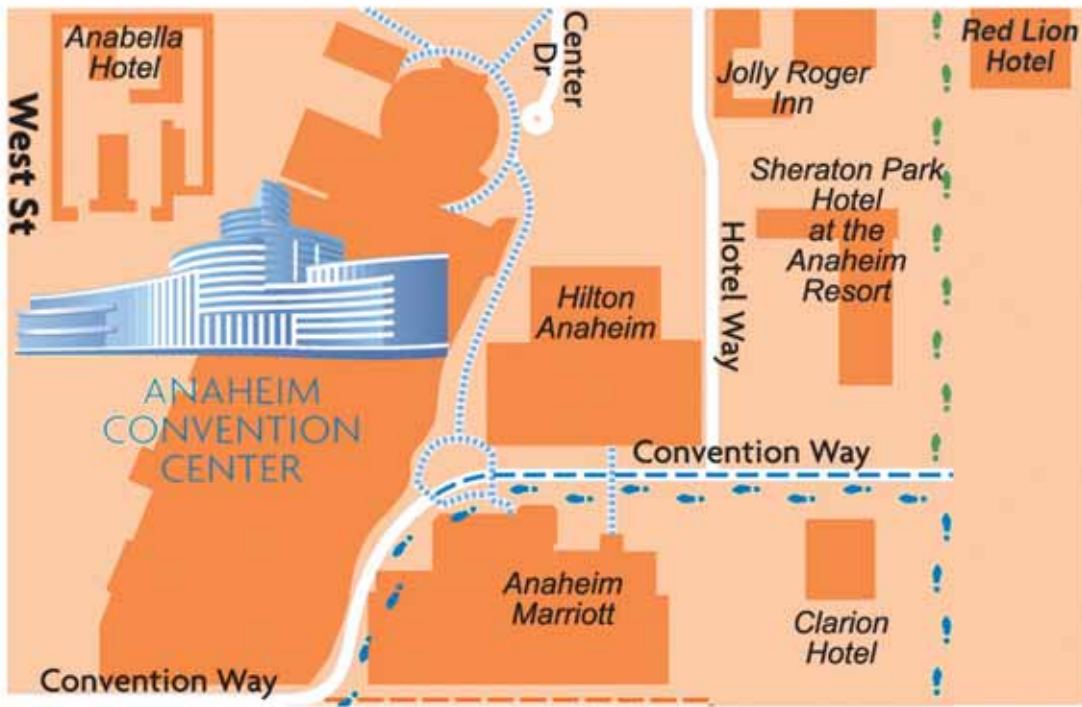 Anabella
Hotel
West St
Center
Dr
Jolly Roger
Inn
Red Lion
Hotel
Sheraton Park
Hotel
at the
Anaheim
Resort
Hotel Way
Hilton
Anaheim
ANAHEIM
CONVENTION
CENTER
Convention Way
Anaheim
Marriott
Clarion
Hotel
Convention Way